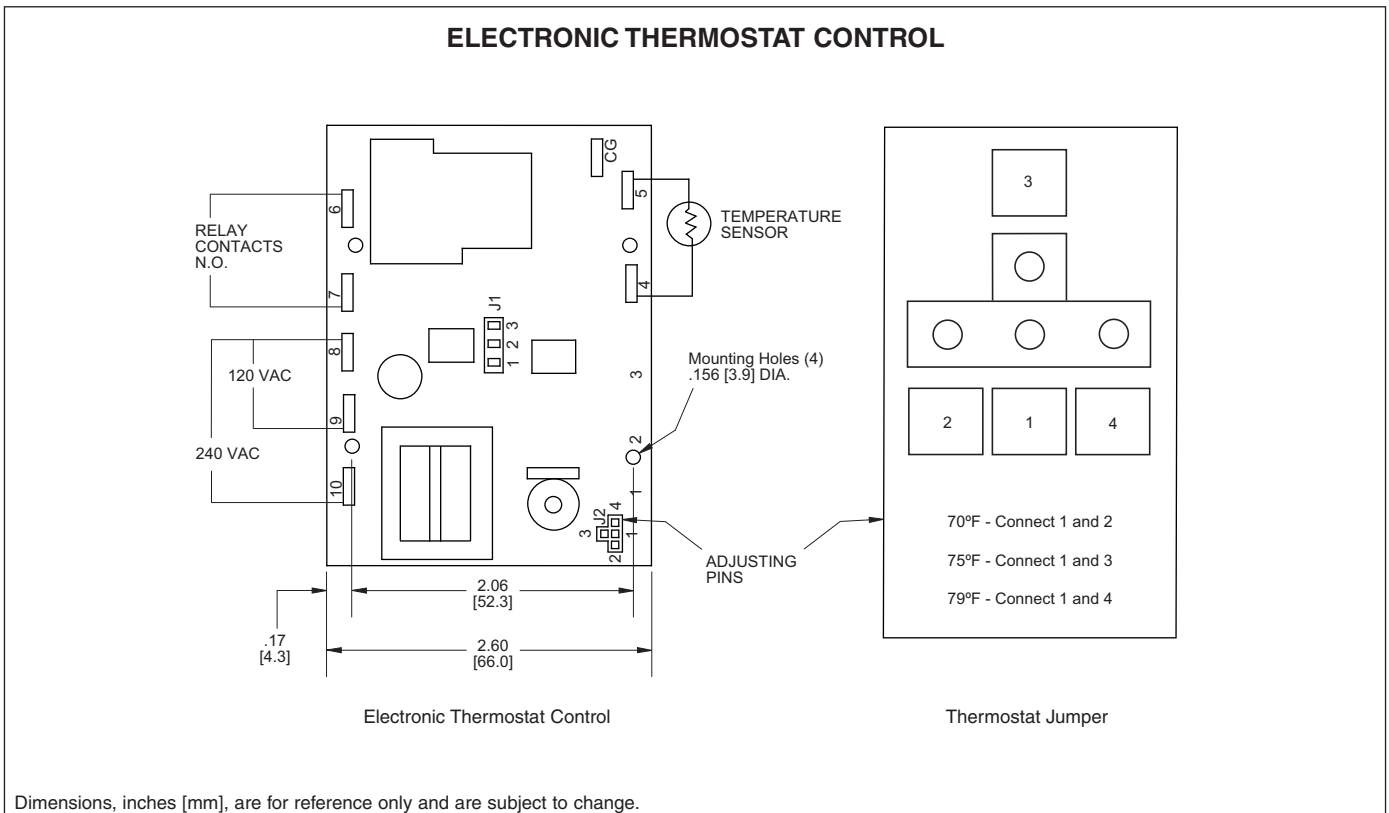 ELECTRONIC THERMOSTAT CONTROL
CG
5
6
RELAY
CONTACTS
N.O.
TEMPERATURE
SENSOR
4
7
J1
3
2
1
8
120 VAC
9
240 VAC
10
Mounting Holes (4)
.156 [3.9] DIA.
3
2
1
J2
4
3
1
2
ADJUSTING
PINS
2.06
[52.3]
.17
[4.3]
2.60
[66.0]
Electronic Thermostat Control
3
2 1 4
70ºF - Connect 1 and 2
75ºF - Connect 1 and 3
79ºF - Connect 1 and 4
Thermostat Jumper
Dimensions, inches [mm], are for reference only and are subject to change.